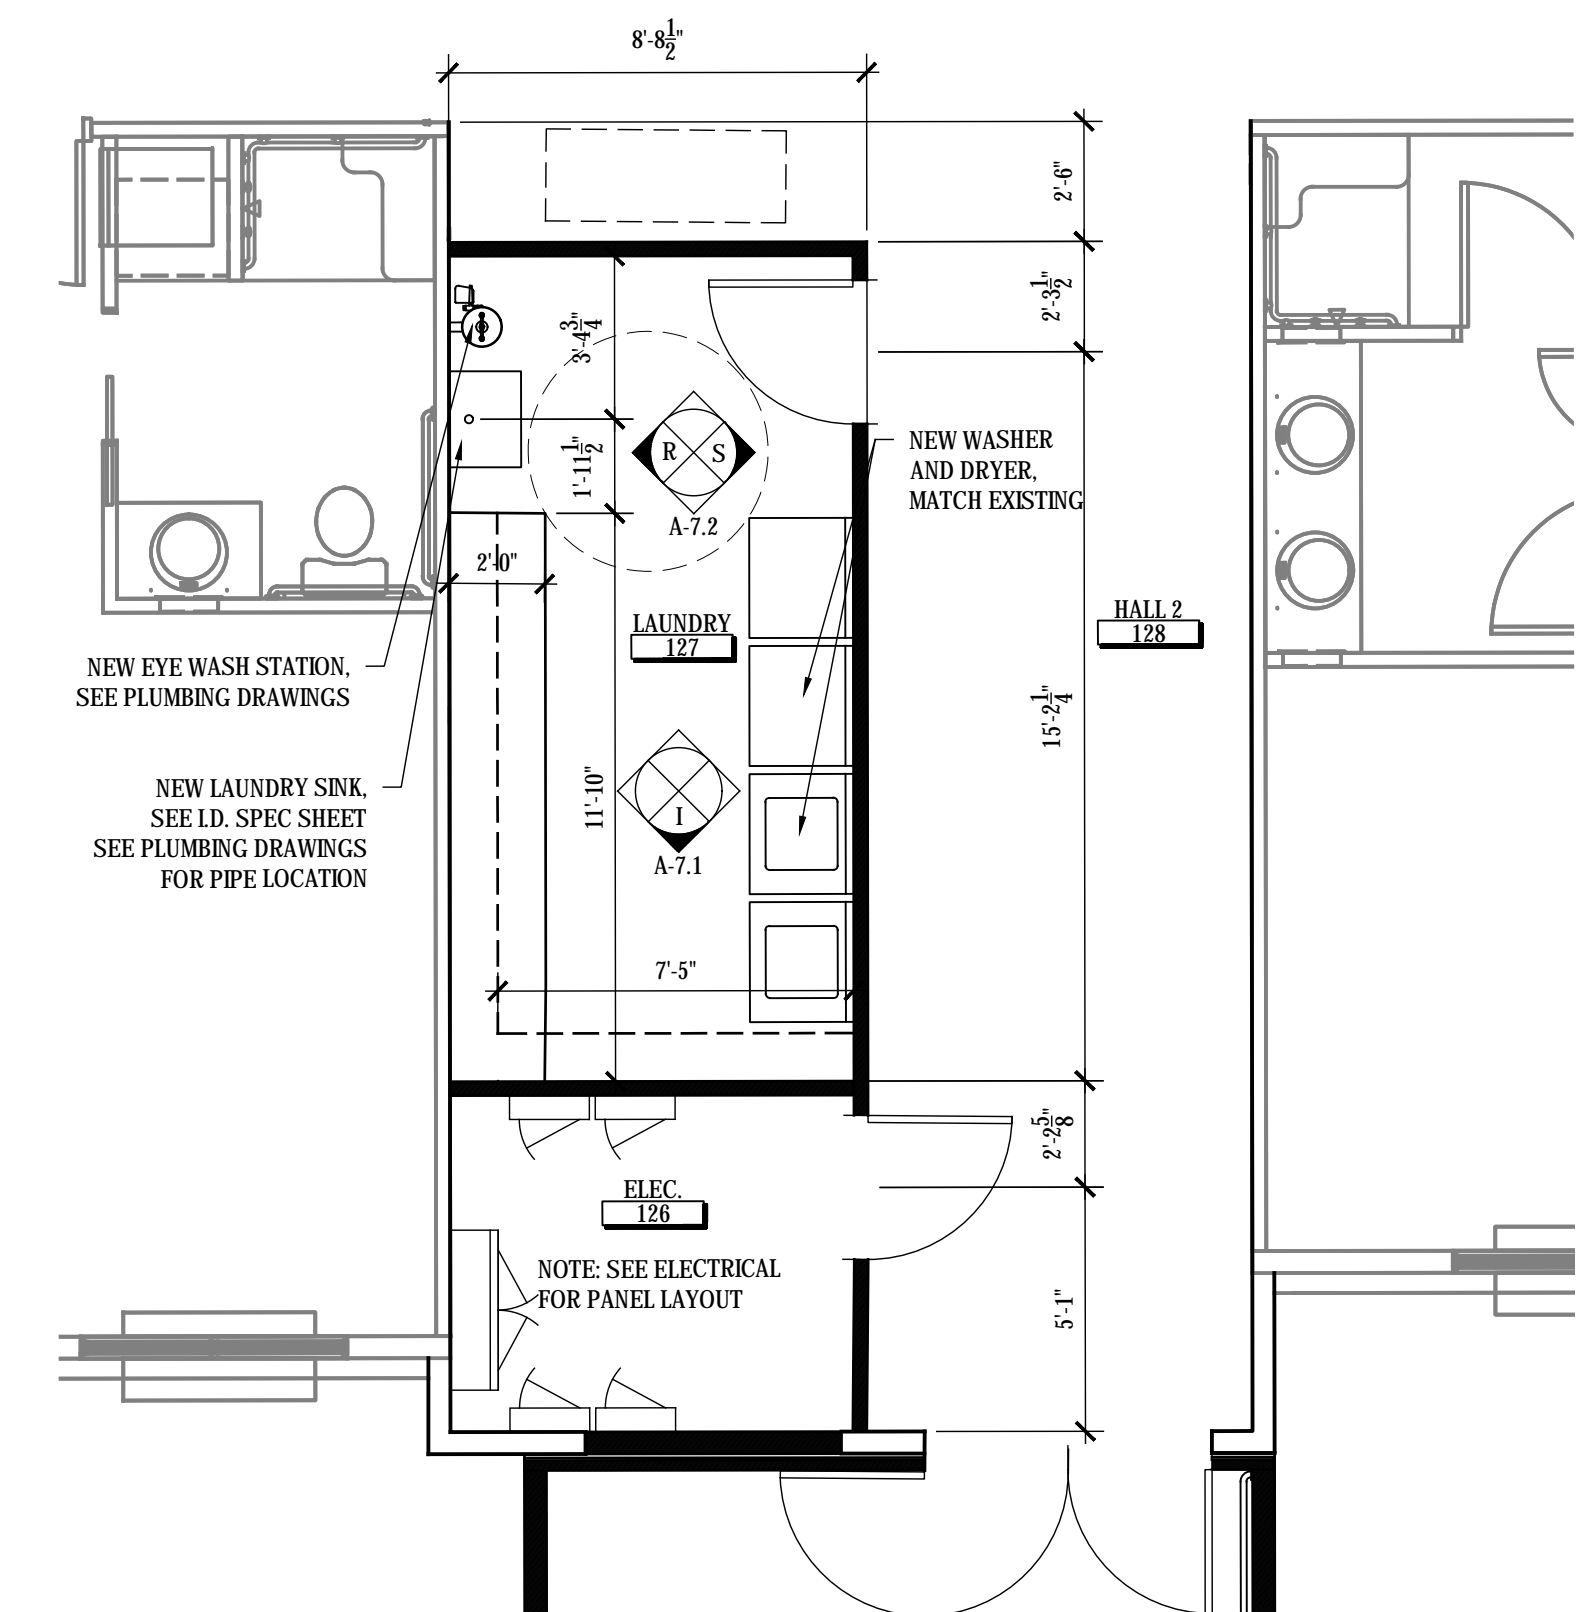 8'-8 1/2"
2'-6"
2'-3 1/2"
3'-4 3/4"
1'-11 1/2"
R S
A-7.2
NEW WASHER
AND DRYER,
MATCH EXISTING
2'-0"
LAUNDRY
127
HALL 2
128
NEW EYE WASH STATION,
SEE PLUMBING DRAWINGS
15'-2 1/4"
NEW LAUNDRY SINK,
SEE I.D. SPEC SHEET
SEE PLUMBING DRAWINGS
FOR PIPE LOCATION
11'-10"
I
A-7.1
7'-5"
2'-2 5/8"
ELEC.
126
NOTE: SEE ELECTRICAL
FOR PANEL LAYOUT
5'-1"